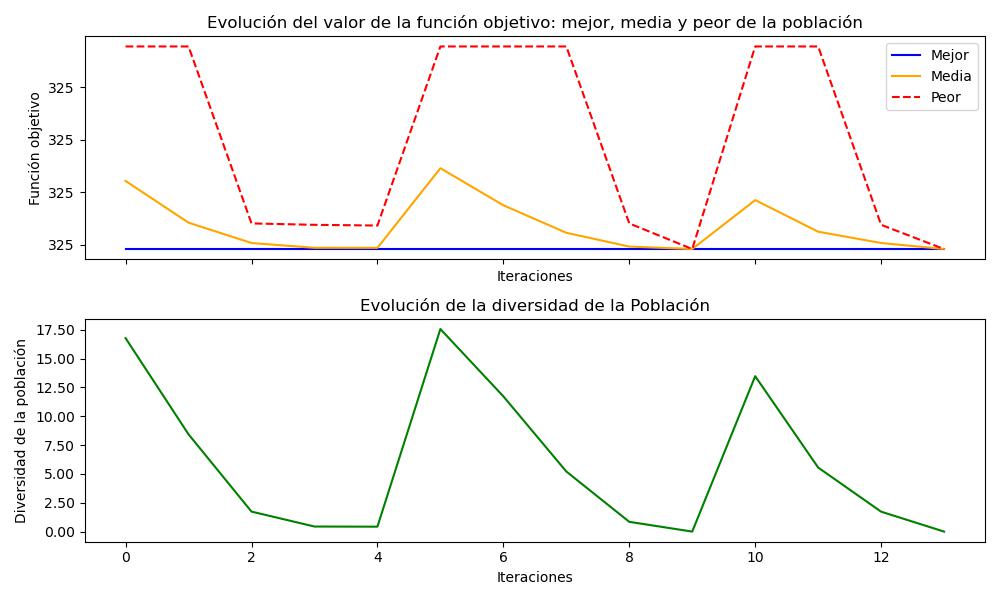 Evolución del valor de la función objetivo: mejor, media y peor de la población
Función objetivo
325
325
325
325
Mejor
Media
Peor
Iteraciones
Evolución de la diversidad de la Población
Diversidad de la población
17.50
15.00
12.50
10.00
7.50
5.00
2.50
0.00
0 2 4 6 8 10 12
Iteraciones